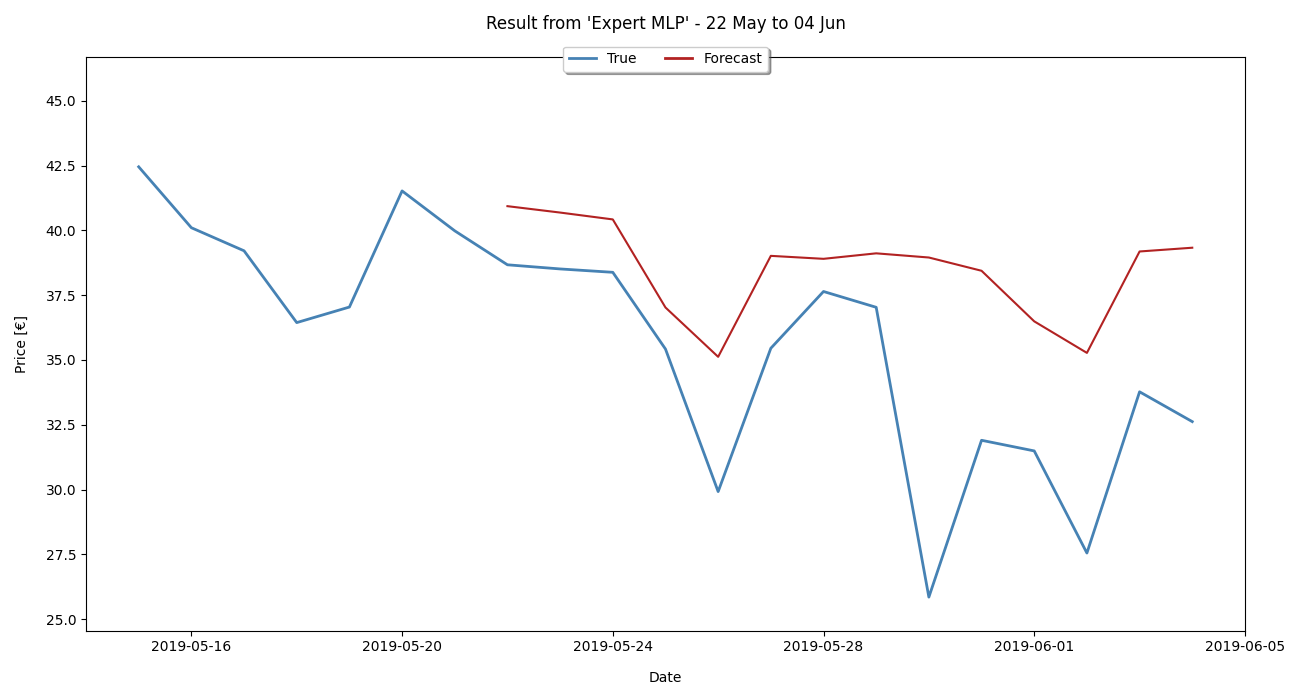 Result from 'Expert MLP' - 22 May to 04 Jun
True Forecast
45.0
42.5
40.0
37.5
35.0
32.5
30.0
27.5
25.0
Price [€]
2019-05-16 2019-05-20 2019-05-24 2019-05-28 2019-06-01 2019-06-05
Date